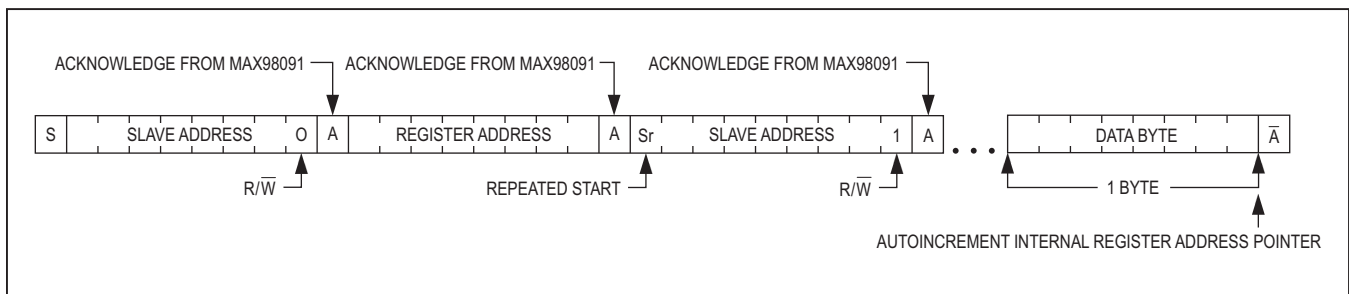 ACKNOWLEDGE FROM MAX98091 ACKNOWLEDGE FROM MAX98091 ACKNOWLEDGE FROM MAX98091
S SLAVE ADDRESS O A REGISTER ADDRESS A Sr SLAVE ADDRESS 1 A • • • DATA BYTE A̅
R/W̅ REPEATED START R/W̅ 1 BYTE
AUTOINCREMENT INTERNAL REGISTER ADDRESS POINTER